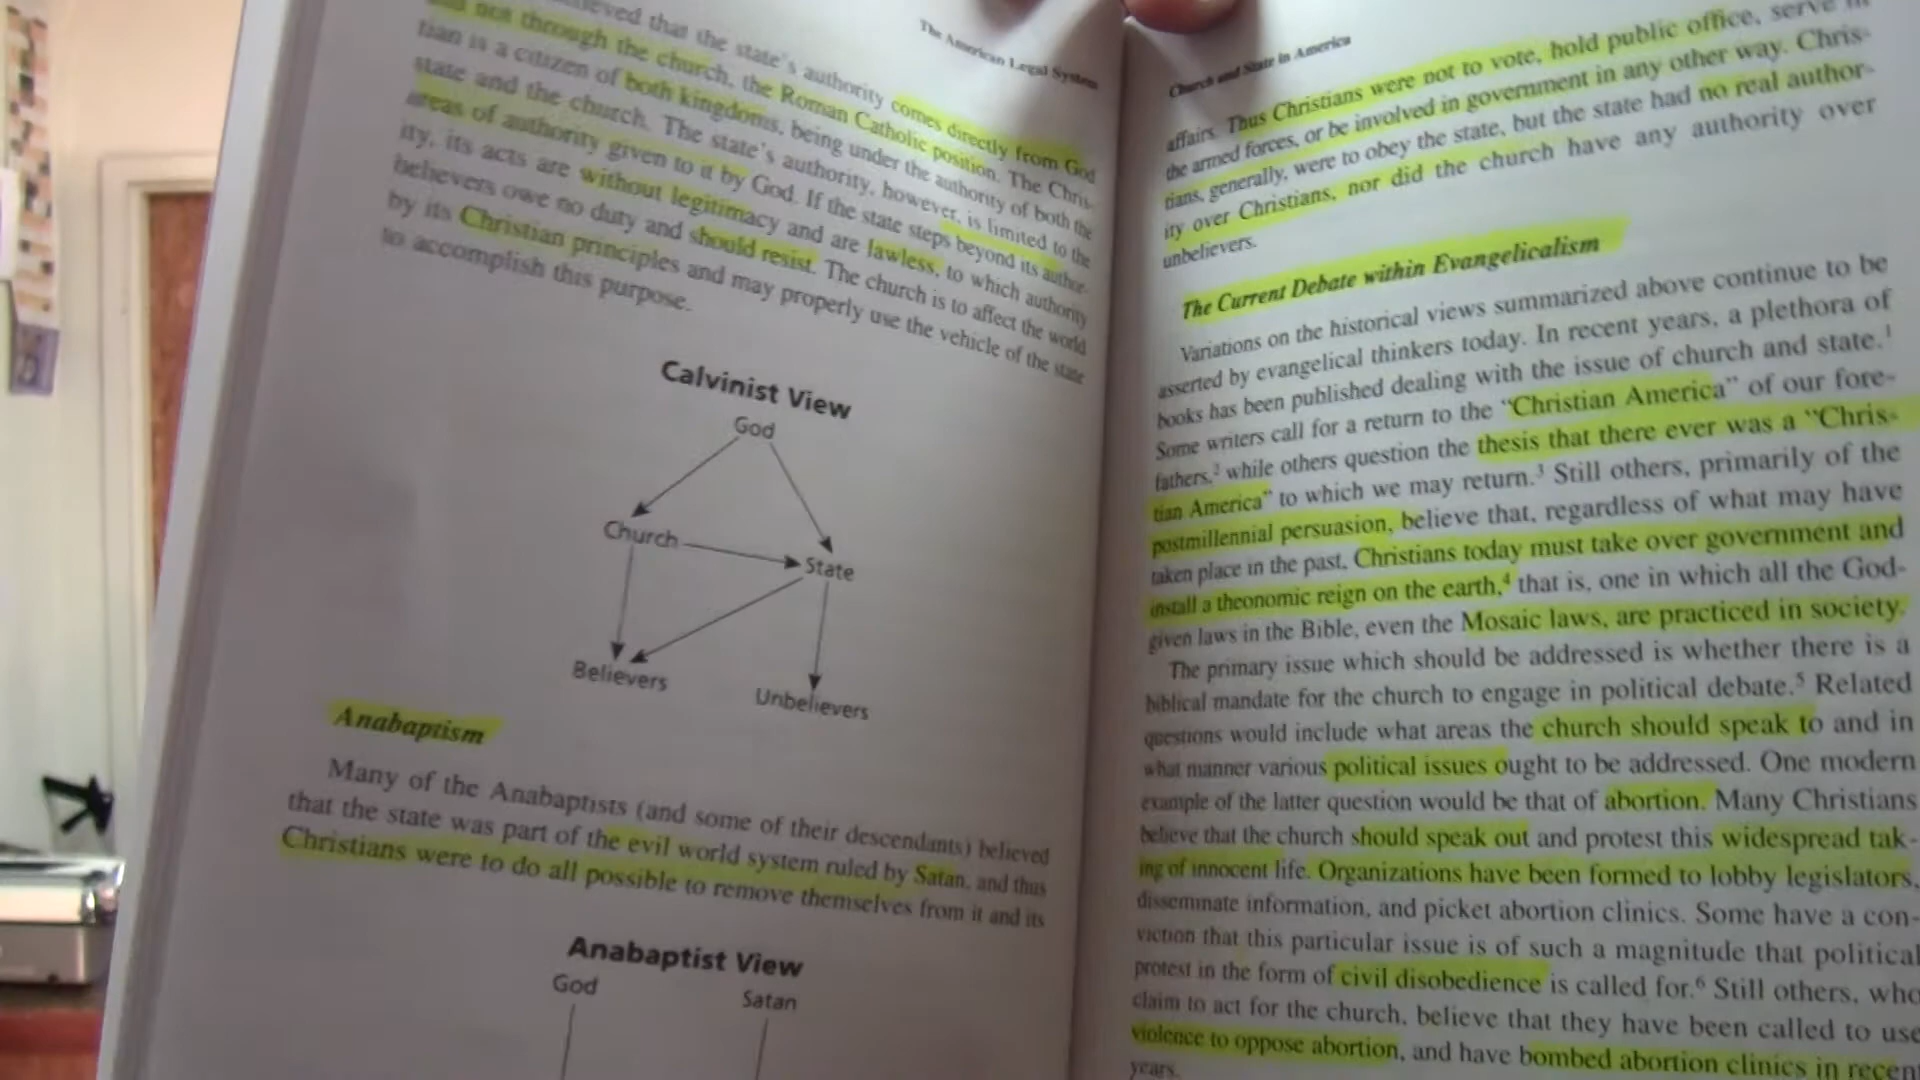 The American Legal System
believed that the state's authority comes directly from God
not through the church, the Roman Catholic position. The Chris-
tian is a citizen of both kingdoms, being under the authority of both the
state and the church. The state's authority, however, is limited to the
areas of authority given to it by God. If the state steps beyond its author-
ity, its acts are without legitimacy and are lawless, to which authority
believers owe no duty and should resist. The church is to affect the world
by its Christian principles and may properly use the vehicle of the state
to accomplish this purpose.
Calvinist View
God
Church
State
Believers
Unbelievers
Anabaptism
Many of the Anabaptists (and some of their descendants) believed
that the state was part of the evil world system ruled by Satan, and thus
Christians were to do all possible to remove themselves from it and its
Anabaptist View
God
Satan
Church and State in America
affairs. Thus Christians were not to vote, hold public office, serve in
the armed forces, or be involved in government in any other way. Chris-
tians, generally, were to obey the state, but the state had no real author-
ity over Christians, nor did the church have any authority over
unbelievers.
The Current Debate within Evangelicalism
Variations on the historical views summarized above continue to be
asserted by evangelical thinkers today. In recent years, a plethora of
books has been published dealing with the issue of church and state.1
Some writers call for a return to the "Christian America" of our fore-
fathers,2 while others question the thesis that there ever was a "Chris-
tian America" to which we may return.3 Still others, primarily of the
postmillennial persuasion, believe that, regardless of what may have
taken place in the past, Christians today must take over government and
install a theonomic reign on the earth,4 that is, one in which all the God-
given laws in the Bible, even the Mosaic laws, are practiced in society.
The primary issue which should be addressed is whether there is a
biblical mandate for the church to engage in political debate.5 Related
questions would include what areas the church should speak to and in
what manner various political issues ought to be addressed. One modern
example of the latter question would be that of abortion. Many Christians
believe that the church should speak out and protest this widespread tak-
ing of innocent life. Organizations have been formed to lobby legislators,
disseminate information, and picket abortion clinics. Some have a con-
viction that this particular issue is of such a magnitude that political
protest in the form of civil disobedience is called for.6 Still others, who
claim to act for the church, believe that they have been called to use
violence to oppose abortion, and have bombed abortion clinics in recent
years.